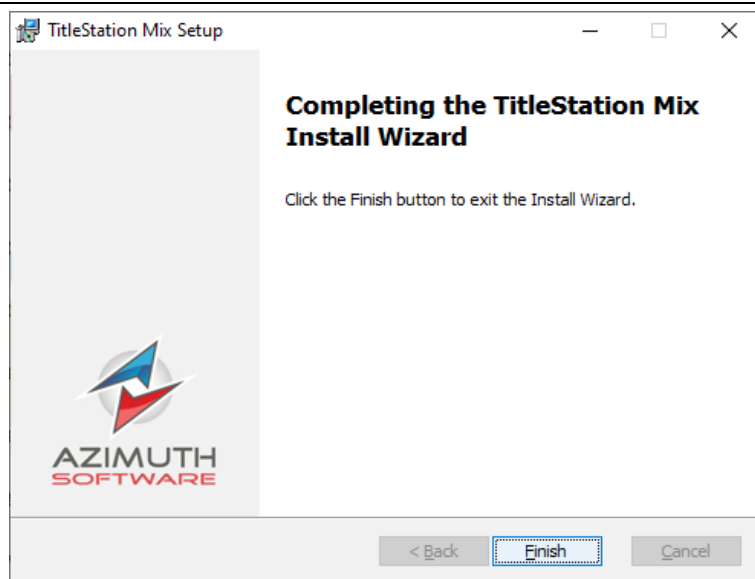 TitleStation Mix Setup
Completing the TitleStation Mix
Install Wizard
Click the Finish button to exit the Install Wizard.
AZIMUTH
SOFTWARE
< Back
Finish
Cancel